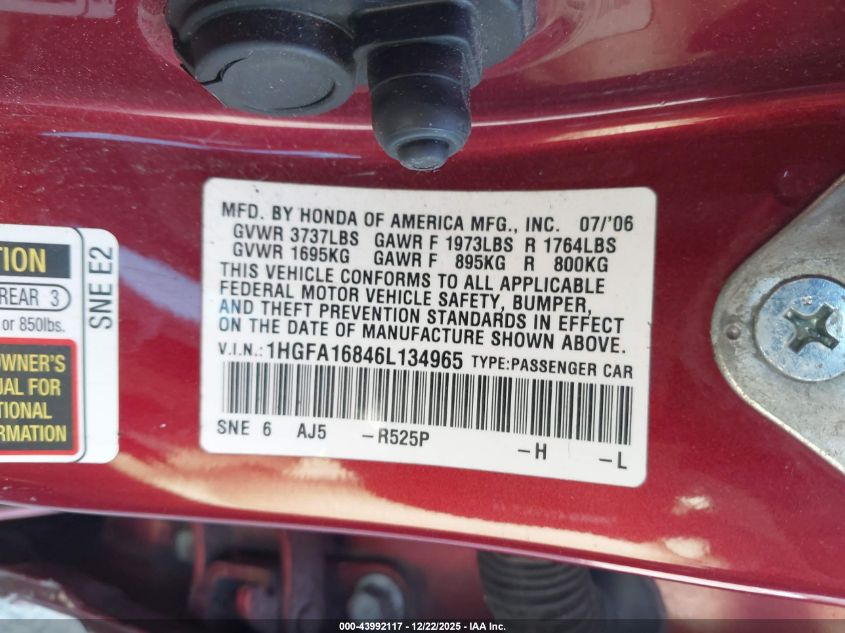 MFD. BY HONDA OF AMERICA MFG., INC. 07/'06
GVWR 3737LBS GAWR F 1973LBS R 1764LBS
GVWR 1695KG GAWR F 895KG R 800KG
THIS VEHICLE CONFORMS TO ALL APPLICABLE
FEDERAL MOTOR VEHICLE SAFETY, BUMPER,
AND THEFT PREVENTION STANDARDS IN EFFECT
ON THE DATE OF MANUFACTURE SHOWN ABOVE.
V.I.N.: 1HGFA16846L134965 TYPE:PASSENGER CAR
SNE 6 AJ5 -R525P -H -L
TION
REAR 3
or 850lbs.
OWNER'S
UAL FOR
TIONAL
RMATION
SNE E2
000-43992117 - 12/22/2025 - IAA Inc.